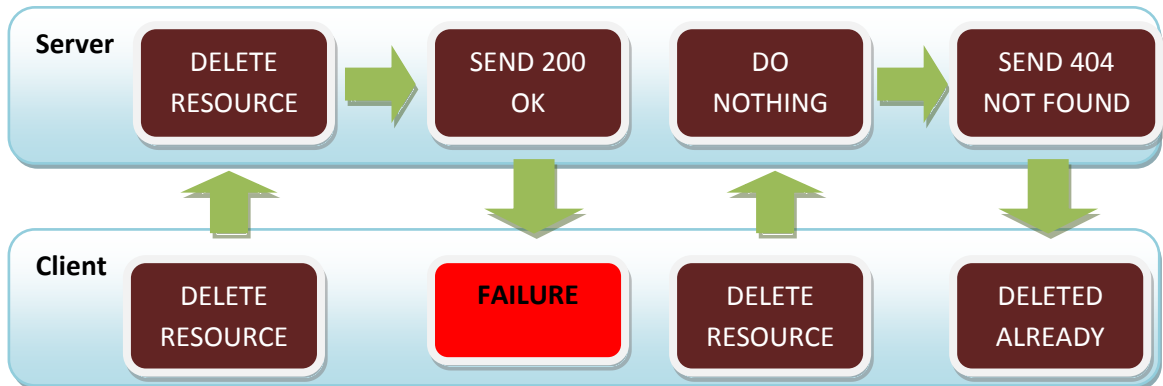 Server
DELETE
RESOURCE
SEND 200
OK
DO
NOTHING
SEND 404
NOT FOUND
Client
DELETE
RESOURCE
FAILURE
DELETE
RESOURCE
DELETED
ALREADY